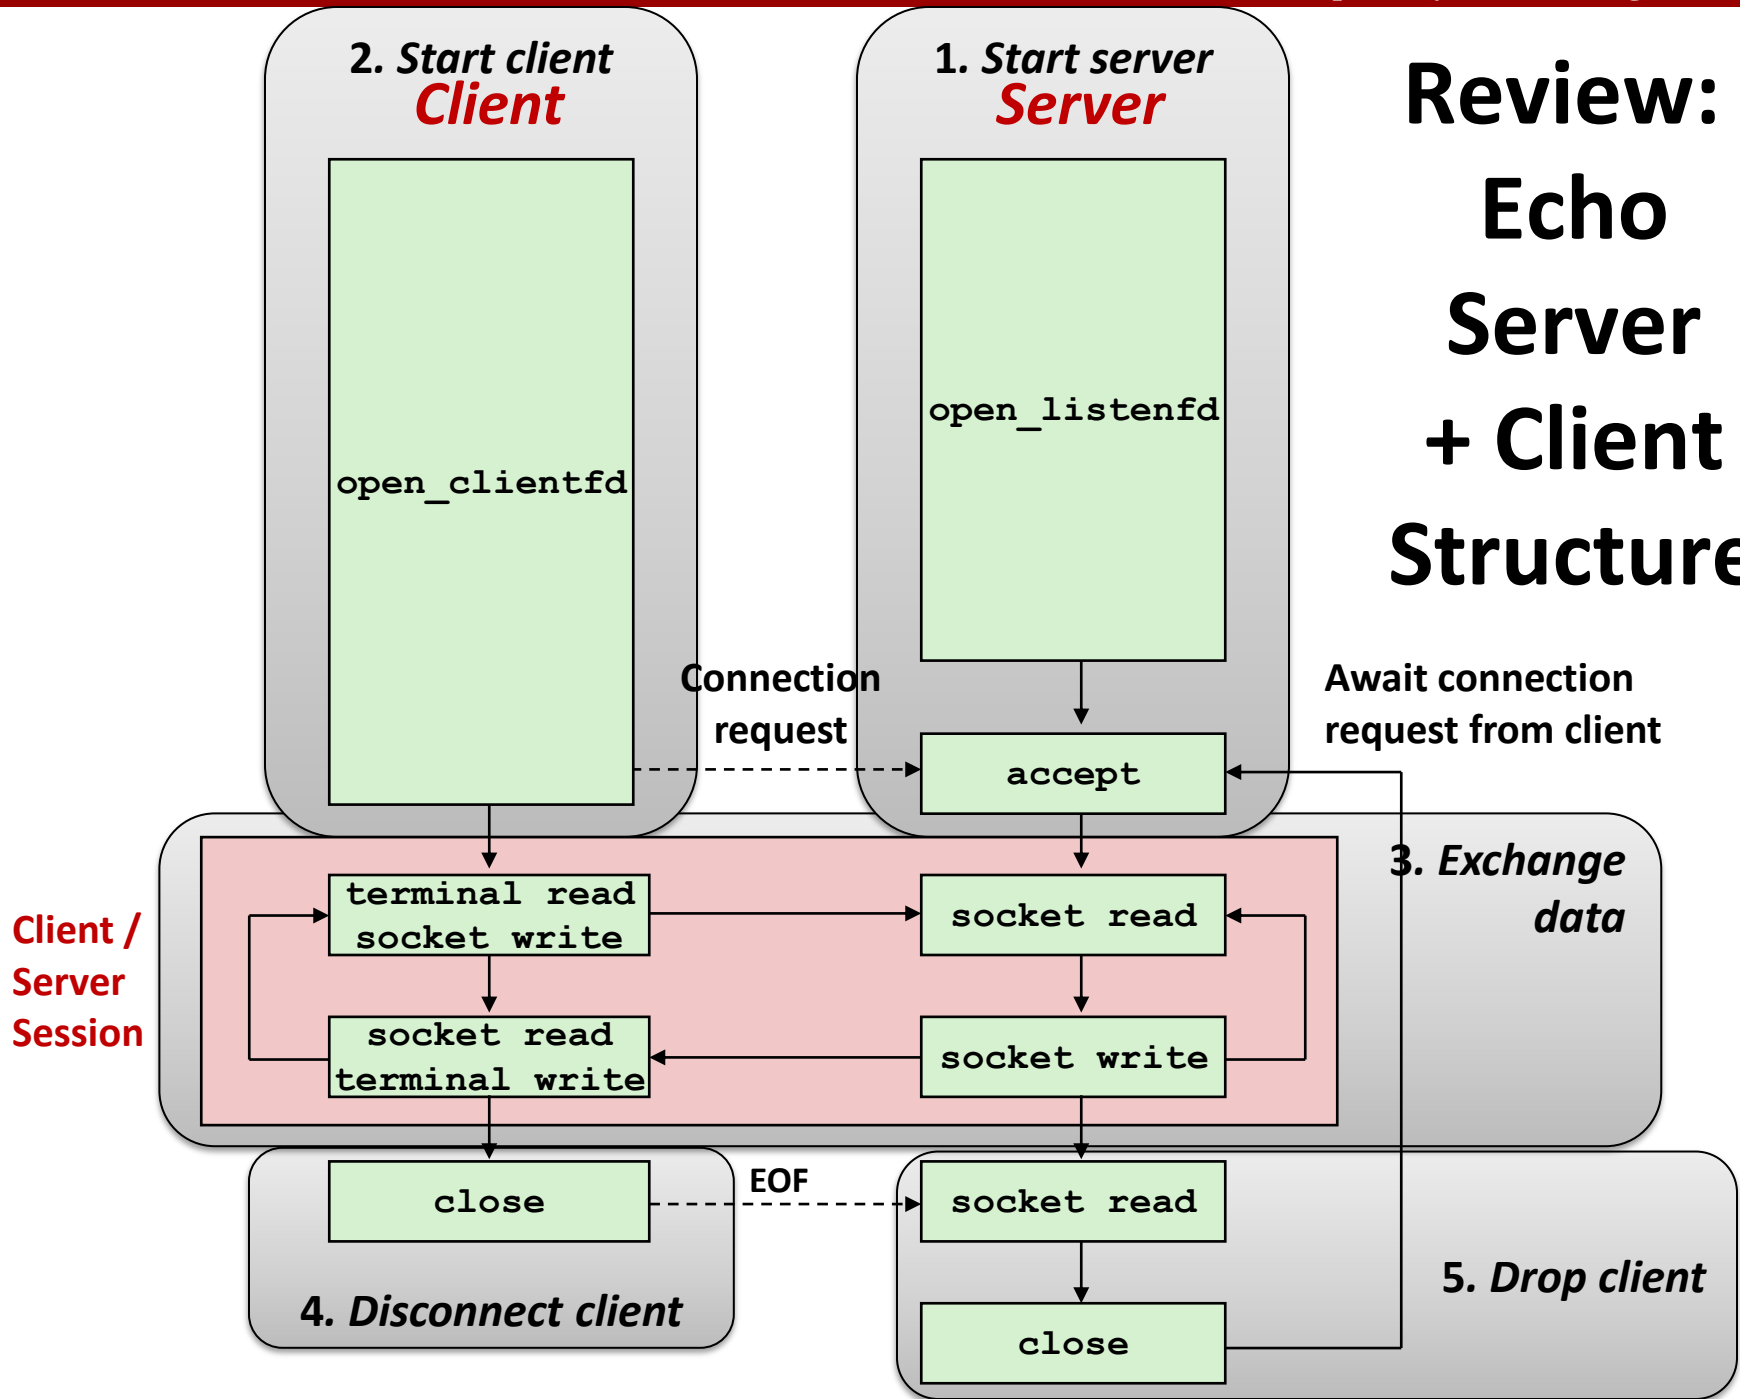 2. Start client
Client
1. Start server
Server
Review:
Echo
Server
+ Client
Structure
open_clientfd
open_listenfd
Connection
request
Await connection
request from client
accept
3. Exchange
data
Client /
Server
Session
terminal read
socket write
socket read
socket read
terminal write
socket write
close
EOF
socket read
4. Disconnect client
5. Drop client
close